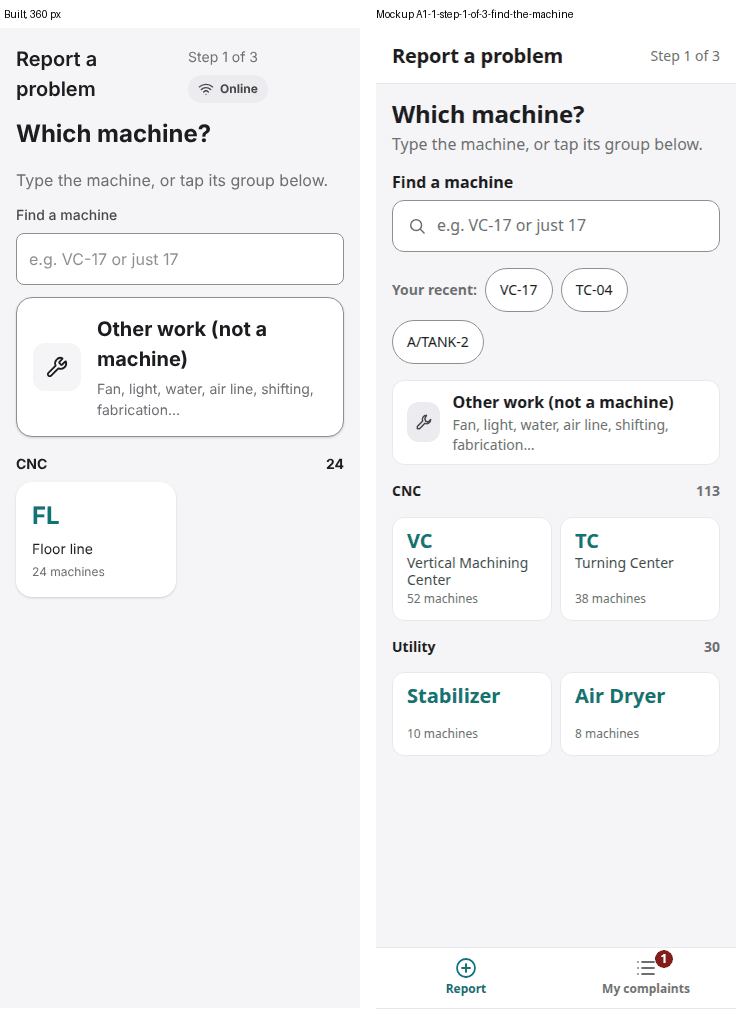 Built, 360 px
Report a
problem
Step 1 of 3
Online
Which machine?
Type the machine, or tap its group below.
Find a machine
e.g. VC-17 or just 17
Other work (not a
machine)
Fan, light, water, air line, shifting,
fabrication...
CNC
24
FL
Floor line
24 machines
Mockup A1-1-step-1-of-3-find-the-machine
Report a problem
Step 1 of 3
Which machine?
Type the machine, or tap its group below.
Find a machine
e.g. VC-17 or just 17
Your recent:
VC-17
TC-04
A/TANK-2
Other work (not a machine)
Fan, light, water, air line, shifting,
fabrication...
CNC
113
VC
Vertical Machining
Center
52 machines
TC
Turning Center
38 machines
Utility
30
Stabilizer
10 machines
Air Dryer
8 machines
Report
1
My complaints